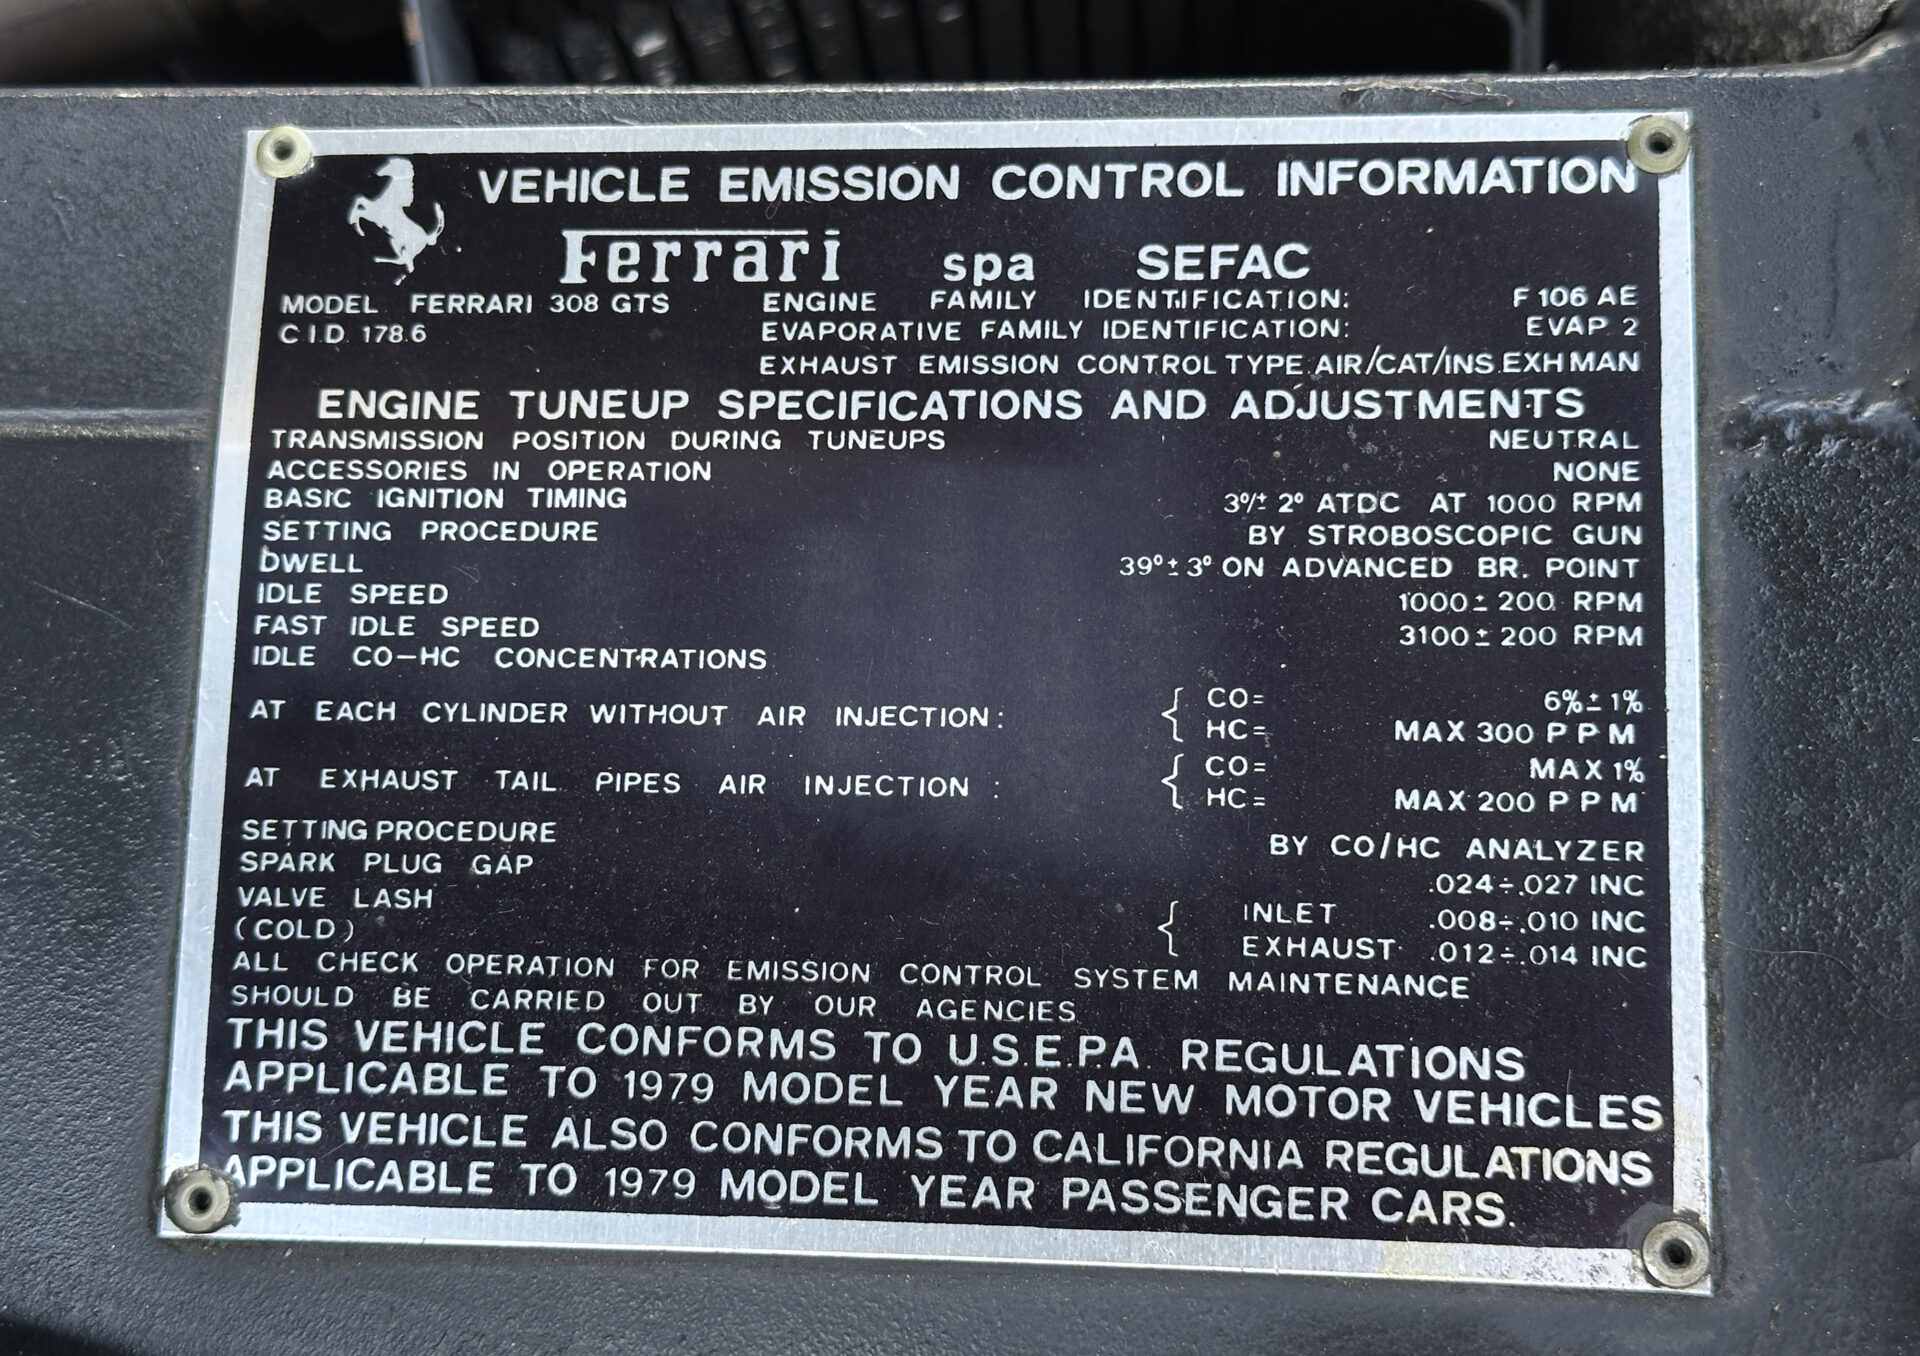 VEHICLE EMISSION CONTROL INFORMATION
Ferrari spa SEFAC
MODEL FERRARI 308 GTS ENGINE FAMILY IDENTIFICATION: F 106 AE
C I.D. 178.6 EVAPORATIVE FAMILY IDENTIFICATION: EVAP 2
EXHAUST EMISSION CONTROL TYPE AIR/CAT/INS EXH MAN
ENGINE TUNEUP SPECIFICATIONS AND ADJUSTMENTS
TRANSMISSION POSITION DURING TUNEUPS NEUTRAL
ACCESSORIES IN OPERATION NONE
BASIC IGNITION TIMING 3°/± 2° ATDC AT 1000 RPM
SETTING PROCEDURE BY STROBOSCOPIC GUN
DWELL 39° ± 3° ON ADVANCED BR. POINT
IDLE SPEED 1000 ± 200 RPM
FAST IDLE SPEED 3100 ± 200 RPM
IDLE CO-HC CONCENTRATIONS
AT EACH CYLINDER WITHOUT AIR INJECTION: { CO= 6% ± 1%
HC= MAX 300 P P M
AT EXHAUST TAIL PIPES AIR INJECTION : { CO= MAX 1%
HC= MAX 200 P P M
SETTING PROCEDURE BY CO/HC ANALYZER
SPARK PLUG GAP .024÷.027 INC
VALVE LASH { INLET .008÷.010 INC
(COLD) EXHAUST .012÷.014 INC
ALL CHECK OPERATION FOR EMISSION CONTROL SYSTEM MAINTENANCE
SHOULD BE CARRIED OUT BY OUR AGENCIES
THIS VEHICLE CONFORMS TO U.S.E.P.A. REGULATIONS
APPLICABLE TO 1979 MODEL YEAR NEW MOTOR VEHICLES
THIS VEHICLE ALSO CONFORMS TO CALIFORNIA REGULATIONS
APPLICABLE TO 1979 MODEL YEAR PASSENGER CARS.